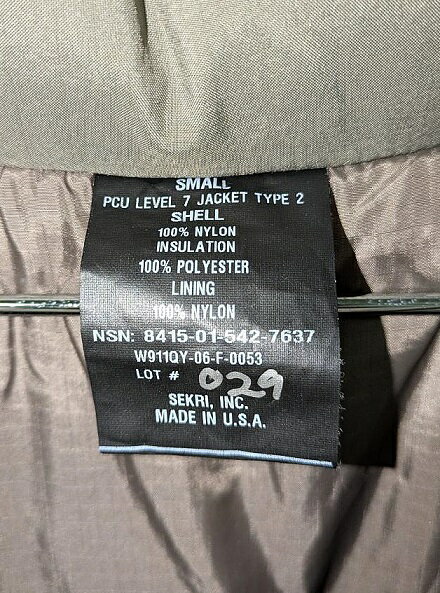 SMALL
PCU LEVEL 7 JACKET TYPE 2
SHELL
100% NYLON
INSULATION
100% POLYESTER
LINING
100% NYLON
NSN: 8415-01-542-7637
W911QY-06-F-0053
LOT # 029
SEKRI, INC.
MADE IN U.S.A.